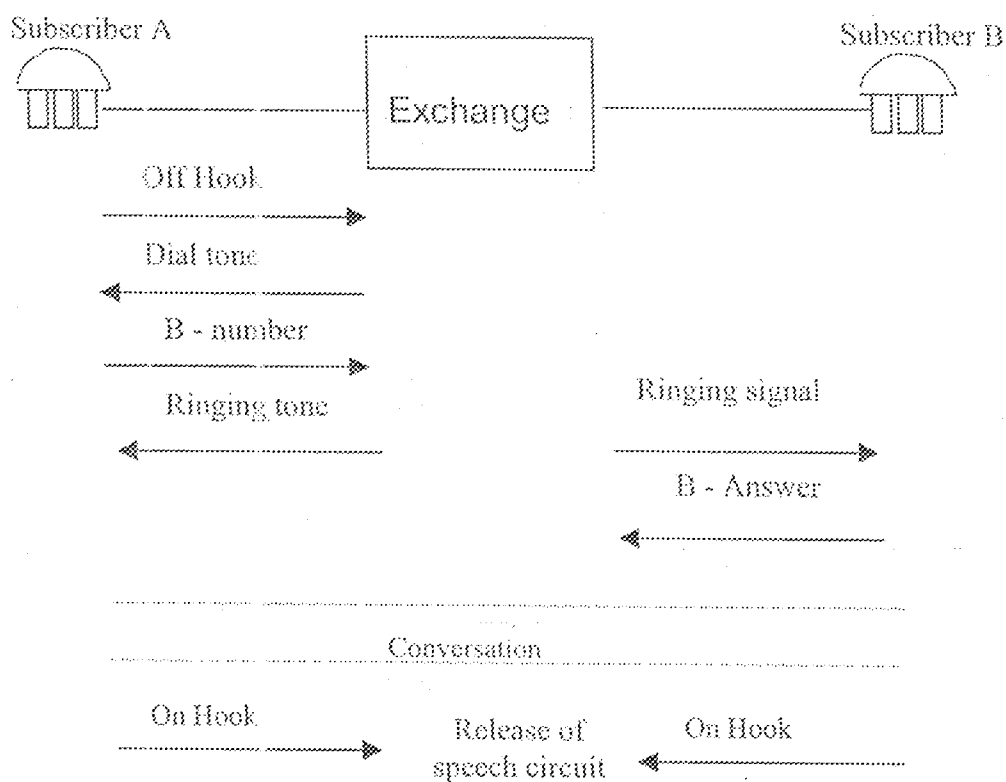 Subscriber A
Subscriber B
Exchange
Off Hook
Dial tone
B - number
Ringing tone
Ringing signal
B - Answer
Conversation
On Hook
Release of
speech circuit
On Hook